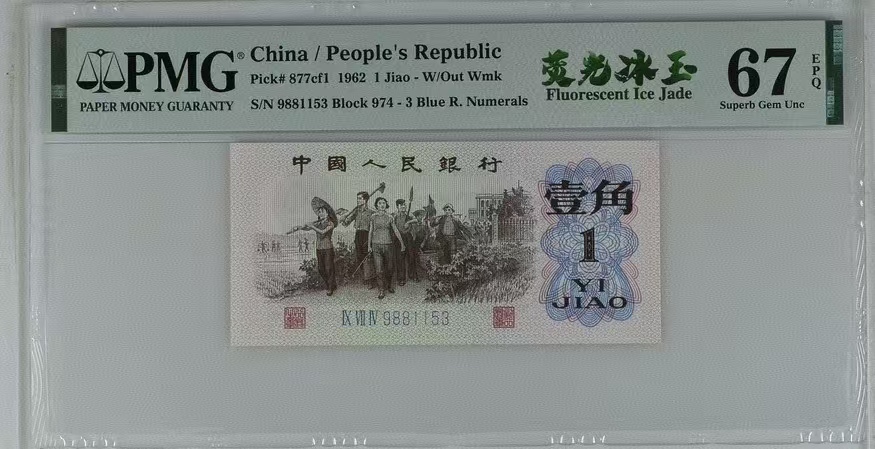 PMG®
PAPER MONEY GUARANTY
China / People's Republic
Pick# 877cf1 1962 1 Jiao - W/Out Wmk
S/N 9881153 Block 974 - 3 Blue R. Numerals
荧光冰玉
Fluorescent Ice Jade
67
EPQ
Superb Gem Unc
中國人民銀行
壹角
1
YI
JIAO
IX VII IV 9881153